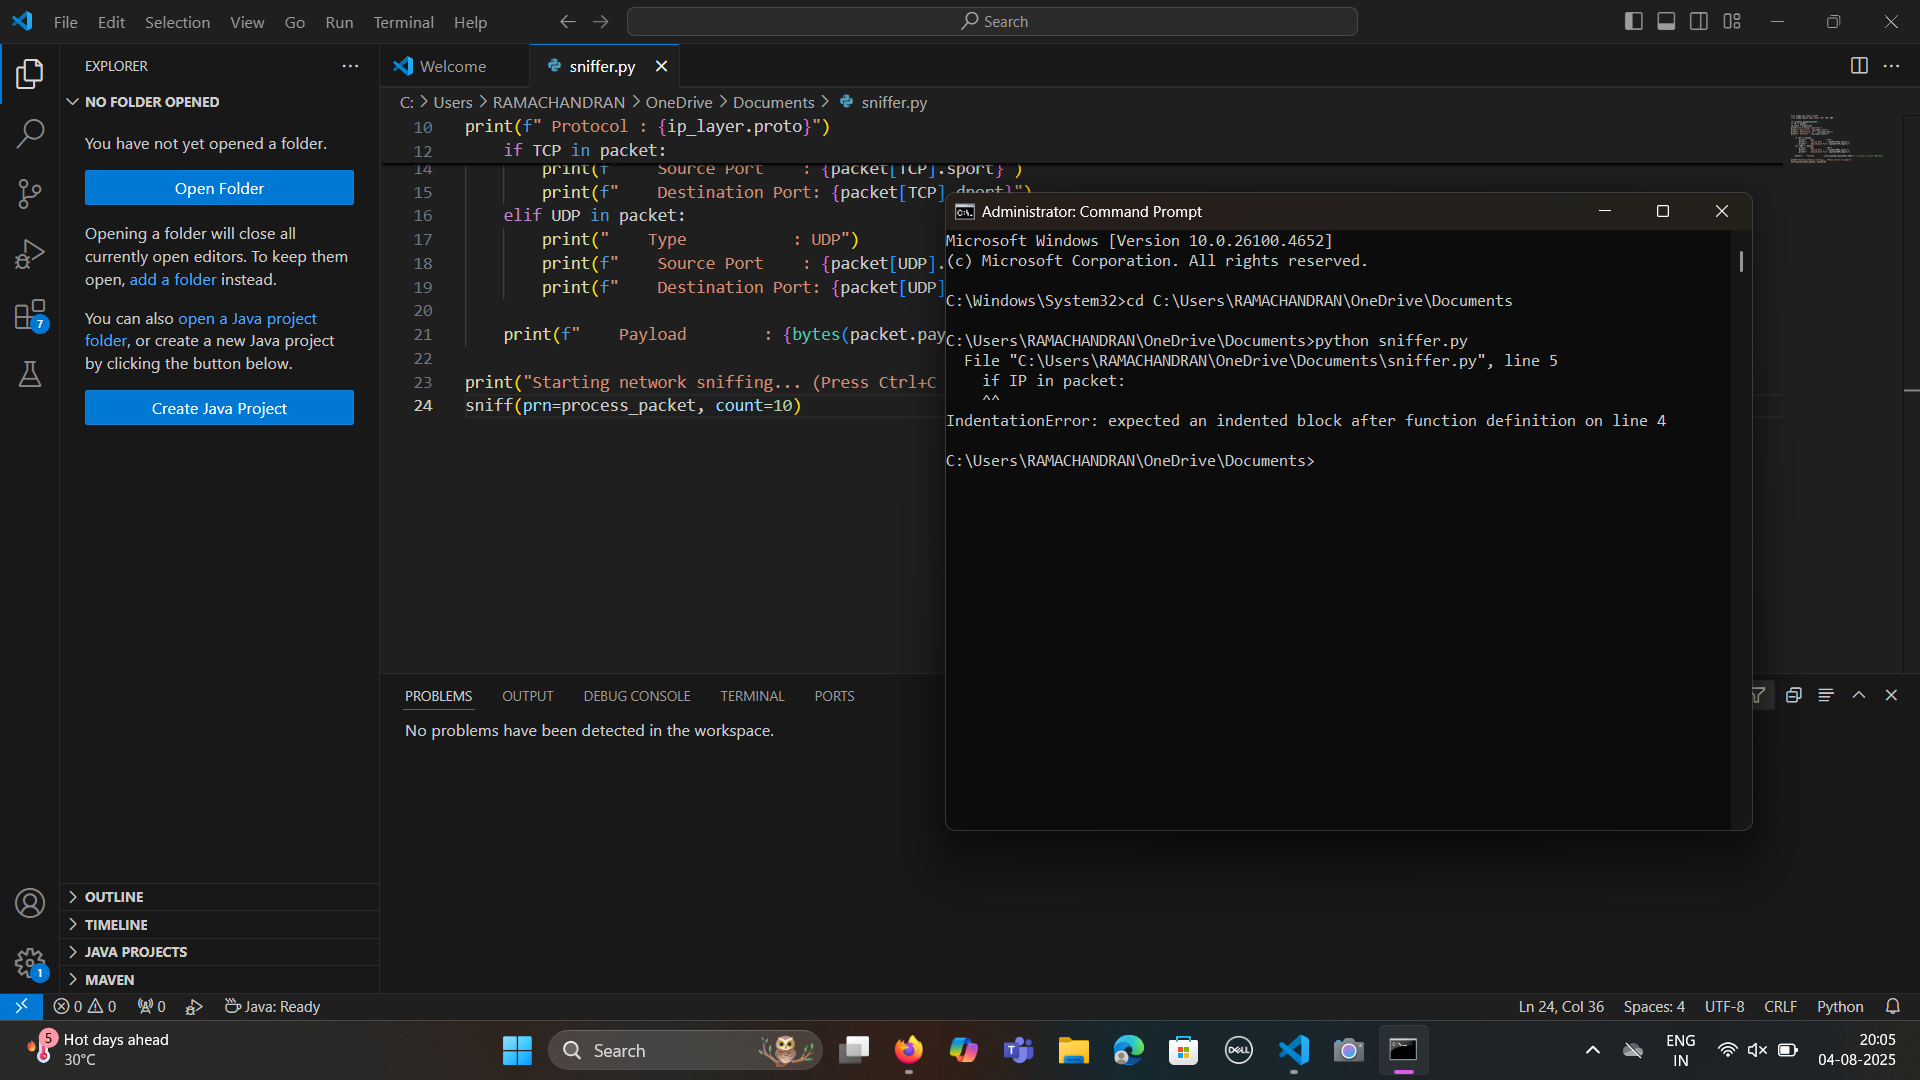 File Edit Selection View Go Run Terminal Help
Search
EXPLORER
Welcome
sniffer.py
NO FOLDER OPENED
You have not yet opened a folder.
Open Folder
Opening a folder will close all
currently open editors. To keep them
open, add a folder instead.
You can also open a Java project
folder, or create a new Java project
by clicking the button below.
Create Java Project
7
C: > Users > RAMACHANDRAN > OneDrive > Documents > sniffer.py
10 print(f" Protocol : {ip_layer.proto}")
12     if TCP in packet:
14         print(f"    Source Port    : {packet[TCP].sport}")
15         print(f"    Destination Port: {packet[TCP].dport}")
16     elif UDP in packet:
17         print("    Type           : UDP")
18         print(f"    Source Port    : {packet[UDP].
19         print(f"    Destination Port: {packet[UDP]
20
21     print(f"    Payload        : {bytes(packet.pay
22
23 print("Starting network sniffing... (Press Ctrl+C
24 sniff(prn=process_packet, count=10)
Administrator: Command Prompt
Microsoft Windows [Version 10.0.26100.4652]
(c) Microsoft Corporation. All rights reserved.
C:\Windows\System32>cd C:\Users\RAMACHANDRAN\OneDrive\Documents
C:\Users\RAMACHANDRAN\OneDrive\Documents>python sniffer.py
  File "C:\Users\RAMACHANDRAN\OneDrive\Documents\sniffer.py", line 5
    if IP in packet:
    ^^
IndentationError: expected an indented block after function definition on line 4
C:\Users\RAMACHANDRAN\OneDrive\Documents>
PROBLEMS OUTPUT DEBUG CONSOLE TERMINAL PORTS
No problems have been detected in the workspace.
OUTLINE
TIMELINE
JAVA PROJECTS
MAVEN
1
0 0 0 Java: Ready
Ln 24, Col 36 Spaces: 4 UTF-8 CRLF Python
5
Hot days ahead
30°C
Search
DELL
ENG
IN
20:05
04-08-2025